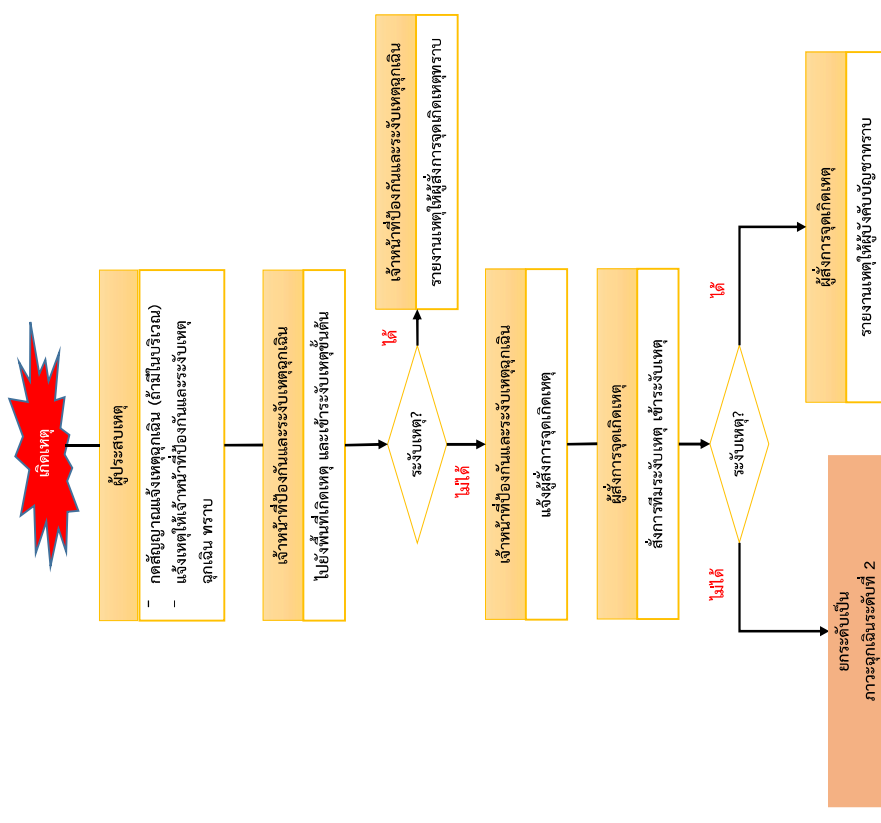 เกิดเหตุ
ผู้ประสบเหตุ
– กดสัญญาณแจ้งเหตุฉุกเฉิน (ถ้ามีในบริเวณ)
– แจ้งเหตุให้เจ้าหน้าที่ป้องกันและระงับเหตุ
ฉุกเฉิน ทราบ
เจ้าหน้าที่ป้องกันและระงับเหตุฉุกเฉิน
ไปยังพื้นที่เกิดเหตุ และเข้าระงับเหตุขั้นต้น
ระงับเหตุ?
ได้
เจ้าหน้าที่ป้องกันและระงับเหตุฉุกเฉิน
รายงานเหตุให้ผู้สั่งการจุดเกิดเหตุทราบ
ไม่ได้
เจ้าหน้าที่ป้องกันและระงับเหตุฉุกเฉิน
แจ้งผู้สั่งการจุดเกิดเหตุ
ผู้สั่งการจุดเกิดเหตุ
สั่งการทีมระงับเหตุ เข้าระงับเหตุ
ระงับเหตุ?
ได้
ผู้สั่งการจุดเกิดเหตุ
รายงานเหตุให้ผู้บังคับบัญชาทราบ
ไม่ได้
ยกระดับเป็น
ภาวะฉุกเฉินระดับที่ 2